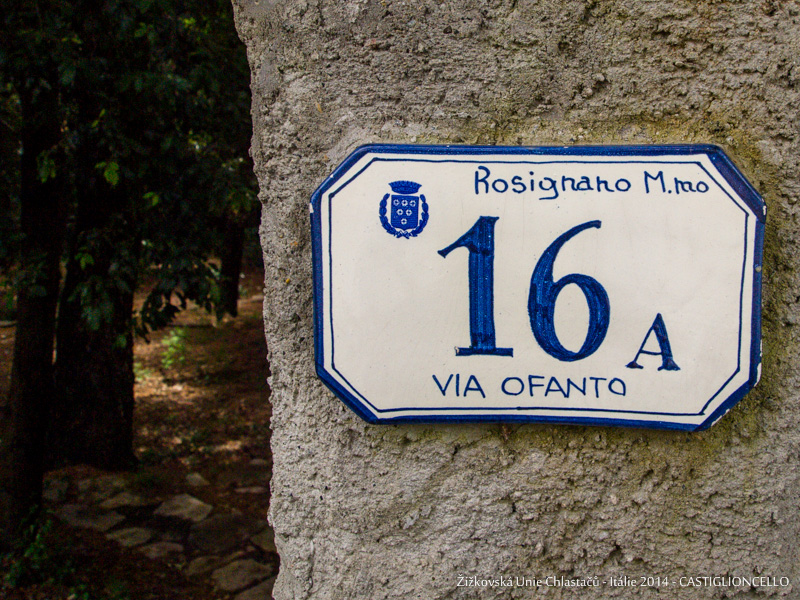 Rosignano M.mo
16 A
VIA OFANTO
Žižkovská Unie Chlastačů - Itálie 2014 - CASTIGLIONCELLO